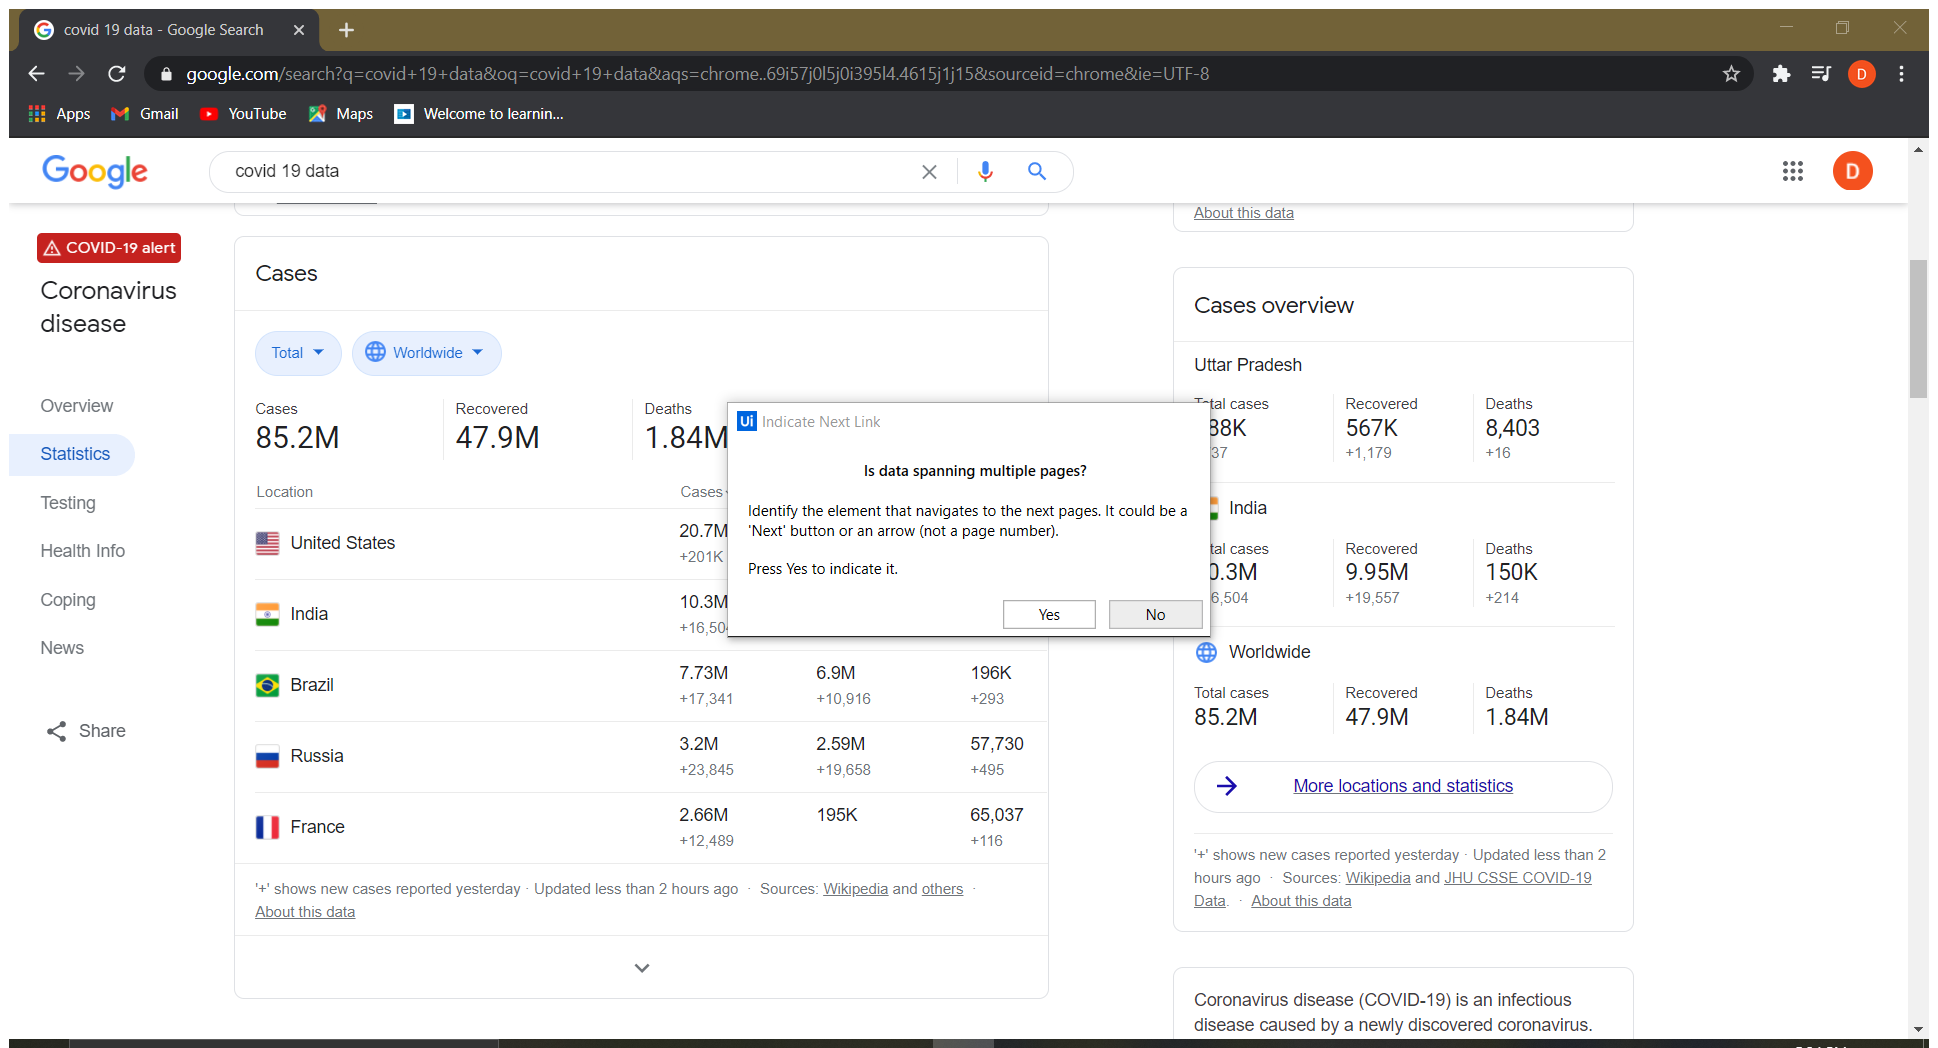 covid 19 data - Google Search
google.com/search?q=covid+19+data&oq=covid+19+data&aqs=chrome..69i57j0l5j0i395l4.4615j1j15&sourceid=chrome&ie=UTF-8
D
Apps
Gmail
YouTube
Maps
Welcome to learnin...
Google
covid 19 data
D
COVID-19 alert
Coronavirus
disease
Overview
Statistics
Testing
Health Info
Coping
News
Share
Cases
Total
Worldwide
Cases Recovered Deaths
85.2M 47.9M 1.84M
Location Cases
United States 20.7M
+201K
India 10.3M
+16,504
Brazil 7.73M 6.9M 196K
+17,341 +10,916 +293
Russia 3.2M 2.59M 57,730
+23,845 +19,658 +495
France 2.66M 195K 65,037
+12,489 +116
'+' shows new cases reported yesterday · Updated less than 2 hours ago · Sources: Wikipedia and others ·
About this data
Ui Indicate Next Link
Is data spanning multiple pages?
Identify the element that navigates to the next pages. It could be a
'Next' button or an arrow (not a page number).
Press Yes to indicate it.
Yes No
About this data
Cases overview
Uttar Pradesh
tal cases Recovered Deaths
88K 567K 8,403
37 +1,179 +16
India
tal cases Recovered Deaths
0.3M 9.95M 150K
6,504 +19,557 +214
Worldwide
Total cases Recovered Deaths
85.2M 47.9M 1.84M
More locations and statistics
'+' shows new cases reported yesterday · Updated less than 2
hours ago · Sources: Wikipedia and JHU CSSE COVID-19
Data. · About this data
Coronavirus disease (COVID-19) is an infectious
disease caused by a newly discovered coronavirus.